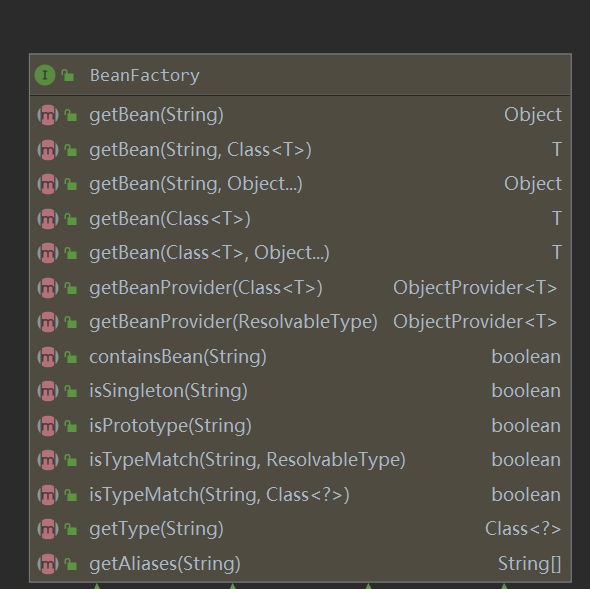 I BeanFactory
m getBean(String) Object
m getBean(String, Class<T>) T
m getBean(String, Object...) Object
m getBean(Class<T>) T
m getBean(Class<T>, Object...) T
m getBeanProvider(Class<T>) ObjectProvider<T>
m getBeanProvider(ResolvableType) ObjectProvider<T>
m containsBean(String) boolean
m isSingleton(String) boolean
m isPrototype(String) boolean
m isTypeMatch(String, ResolvableType) boolean
m isTypeMatch(String, Class<?>) boolean
m getType(String) Class<?>
m getAliases(String) String[]